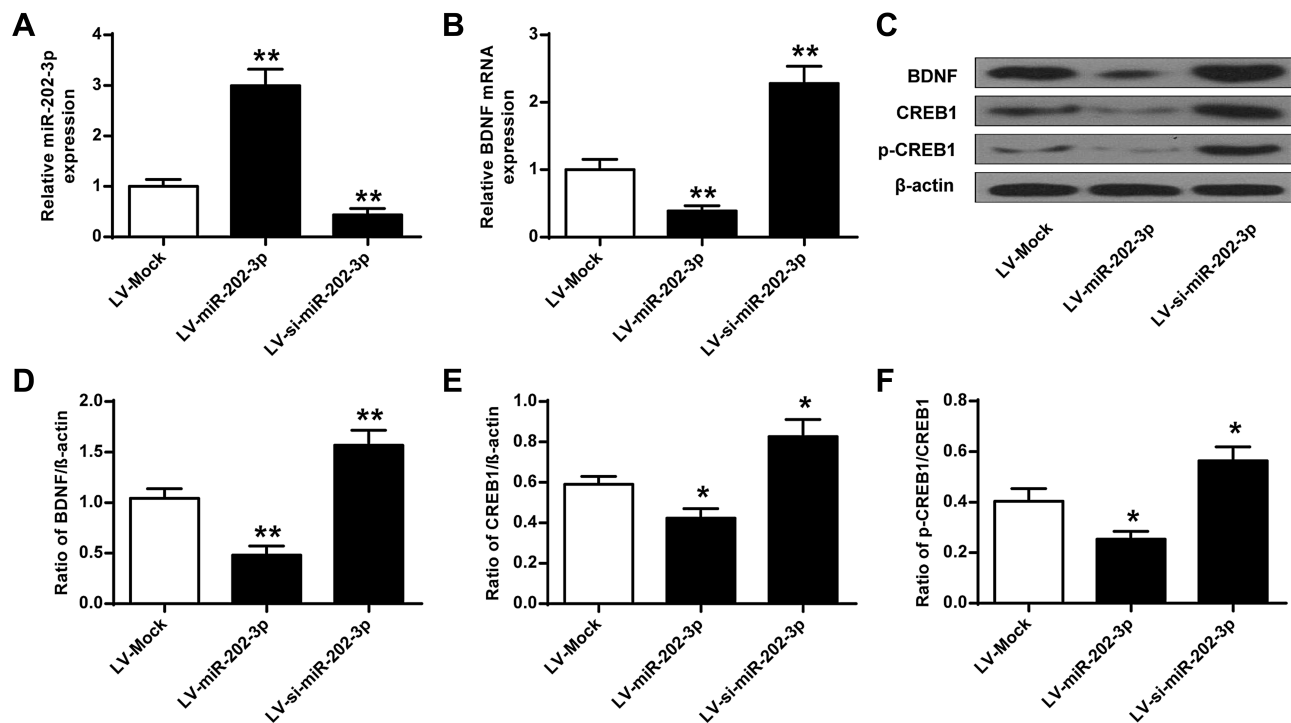 A
Relative miR-202-3p
expression
4
3
2
1
0
**
**
LV-Mock
LV-miR-202-3p
LV-si-miR-202-3p
B
Relative BDNF mRNA
expression
3
2
1
0
**
**
LV-Mock
LV-miR-202-3p
LV-si-miR-202-3p
C
BDNF
CREB1
p-CREB1
β-actin
LV-Mock
LV-miR-202-3p
LV-si-miR-202-3p
D
Ratio of BDNF/ß-actin
2.0
1.5
1.0
0.5
0.0
**
**
LV-Mock
LV-miR-202-3p
LV-si-miR-202-3p
E
Ratio of CREB1/ß-actin
1.0
0.8
0.6
0.4
0.2
0.0
*
*
LV-Mock
LV-miR-202-3p
LV-si-miR-202-3p
F
Ratio of p-CREB1/CREB1
0.8
0.6
0.4
0.2
0.0
*
*
LV-Mock
LV-miR-202-3p
LV-si-miR-202-3p